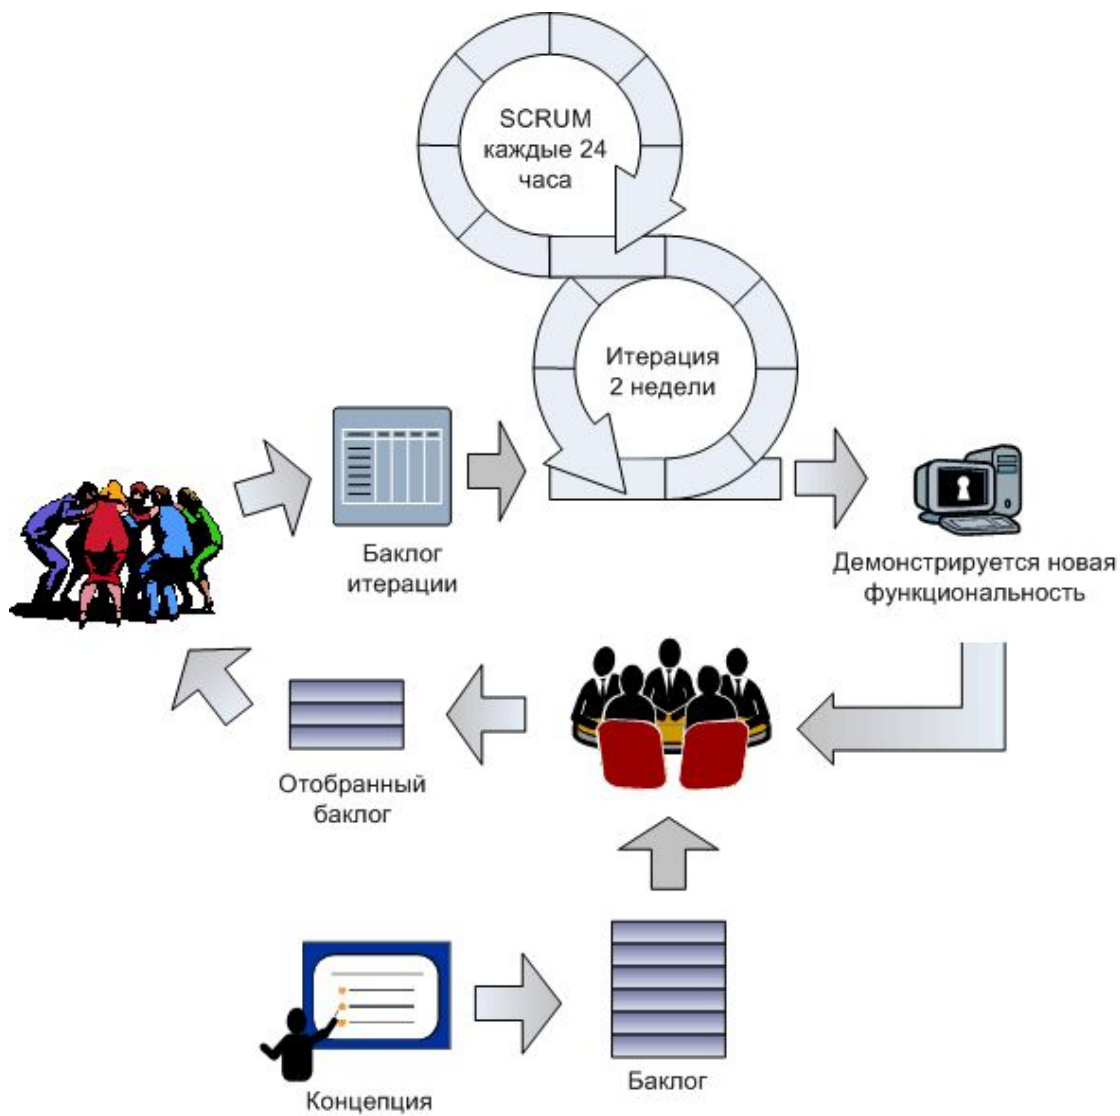 SCRUM
каждые 24
часа
Итерация
2 недели
Баклог
итерации
Демонстрируется новая
функциональность
Отобранный
баклог
Баклог
Концепция